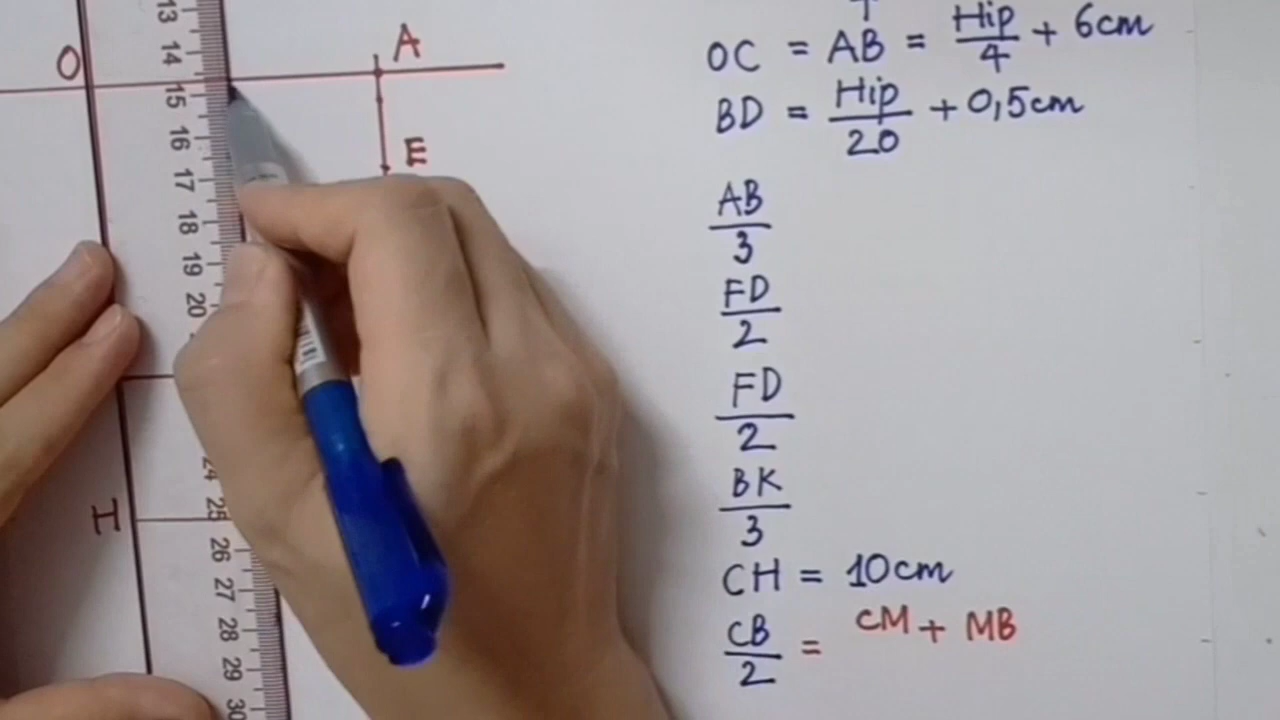 13
14
15
16
17
18
19
20
24
25
26
27
28
29
30
O
A
E
H
OC = AB = Hip/4 + 6cm
BD = Hip/20 + 0,5cm
AB/3
FD/2
FD/2
BK/3
CH = 10cm
CB/2 = CM + MB